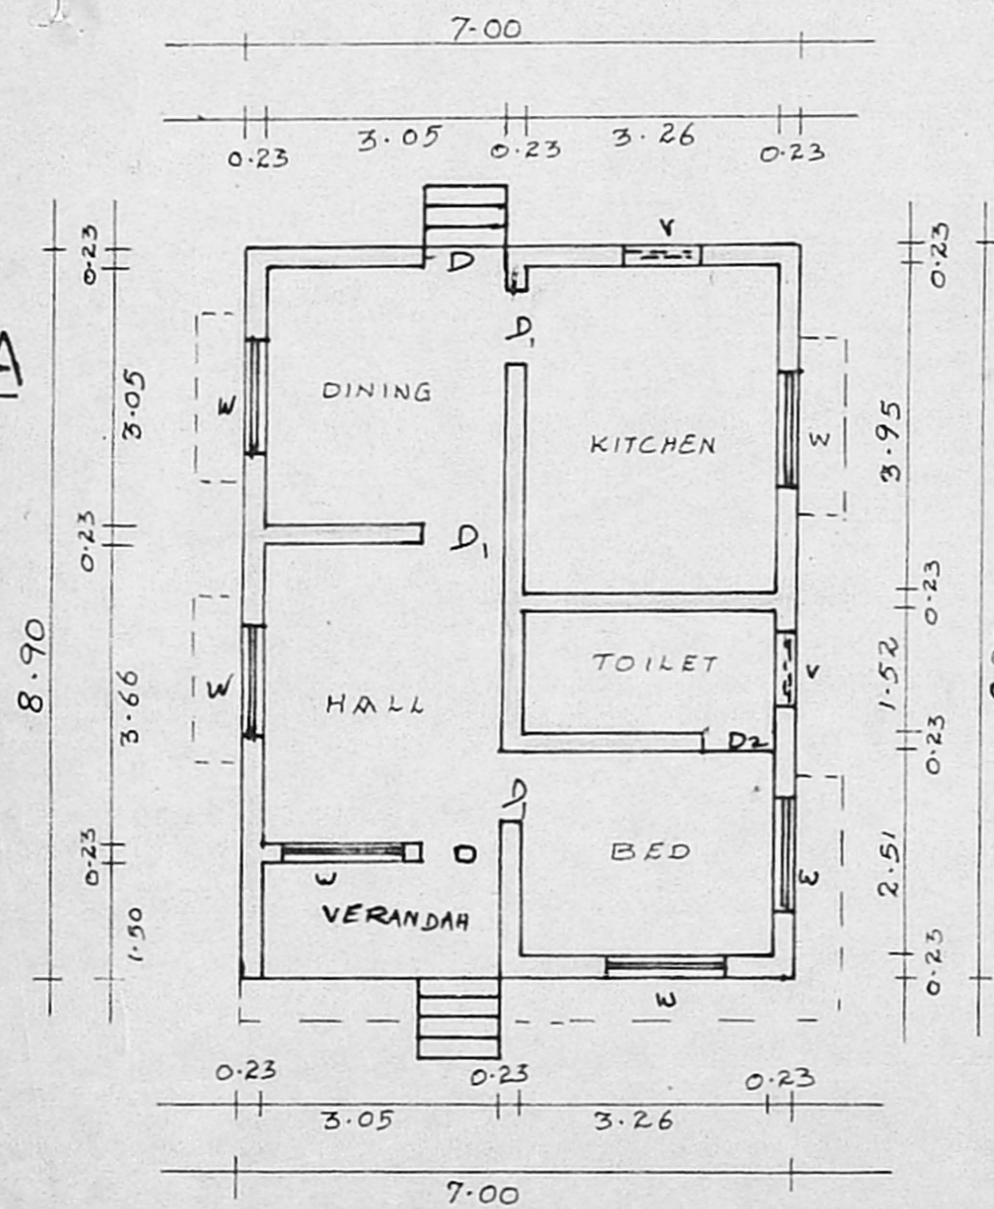 7.00
3.05 3.26
0.23 0.23 0.23
V
D
0.23 0.23
D1
A
DINING
W
3.05
KITCHEN
W
3.95
0.23
D1
0.23
8.90
TOILET
V
1.52
W
HALL
3.66
D2
0.23
D
0.23
D
BED
W
2.51
W
VERANDAH
1.50
0.23
W
0.23 0.23 0.23
3.05 3.26
7.00